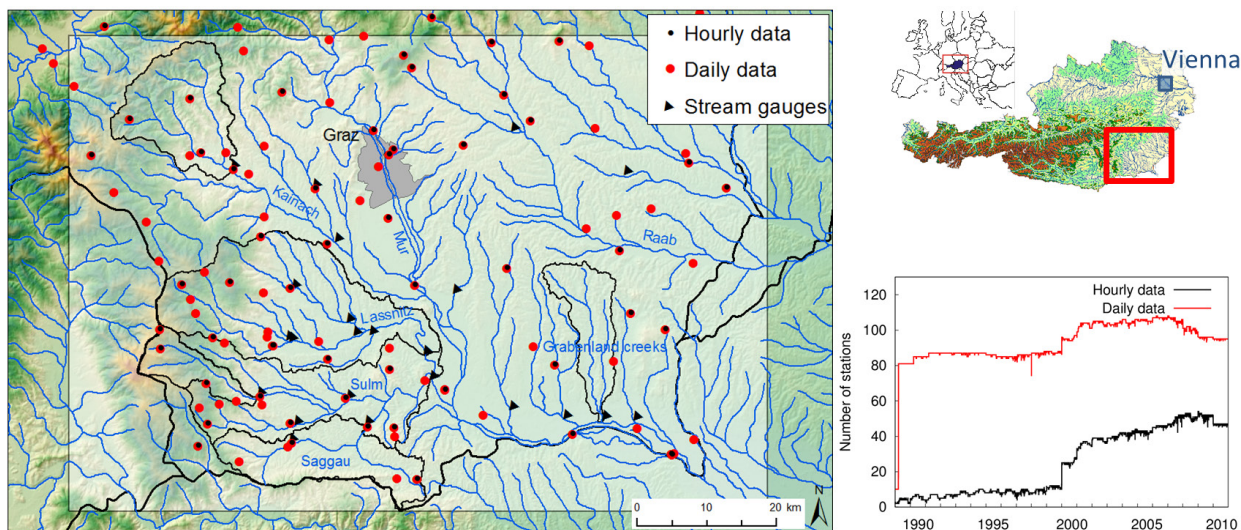 Hourly data
Daily data
Stream gauges
Graz
Kainach
Mur
Raab
Lassnitz
Grabenland creeks
Sulm
Saggau
0 10 20 km
N
Vienna
Hourly data
Daily data
Number of stations
120
100
80
60
40
20
0
1990 1995 2000 2005 2010